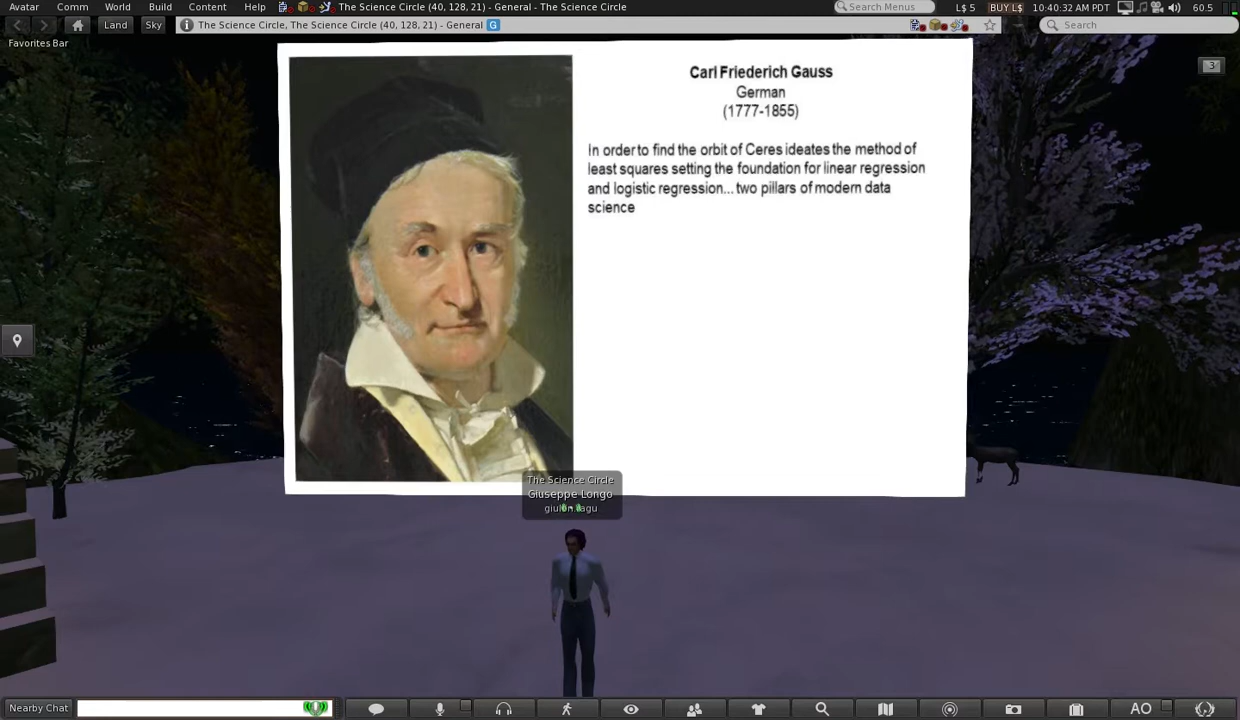 Avatar Comm World Build Content Help The Science Circle (40, 128, 21) - General - The Science Circle Search Menus L$ 5 BUY L$ 10:40:32 AM PDT 60.5
Land Sky The Science Circle, The Science Circle (40, 128, 21) - General G Search
Favorites Bar
3
Carl Friederich Gauss
German
(1777-1855)
In order to find the orbit of Ceres ideates the method of
least squares setting the foundation for linear regression
and logistic regression... two pillars of modern data
science
The Science Circle
Giuseppe Longo
Nearby Chat AO